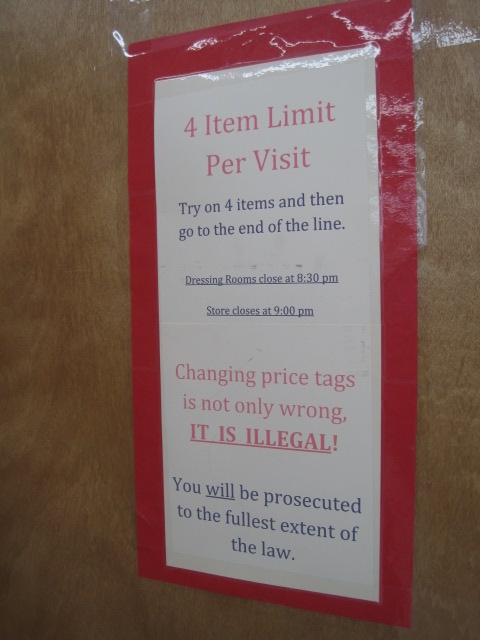 4 Item Limit
Per Visit
Try on 4 items and then
go to the end of the line.
Dressing Rooms close at 8:30 pm
Store closes at 9:00 pm
Changing price tags
is not only wrong,
IT IS ILLEGAL!
You will be prosecuted
to the fullest extent of
the law.